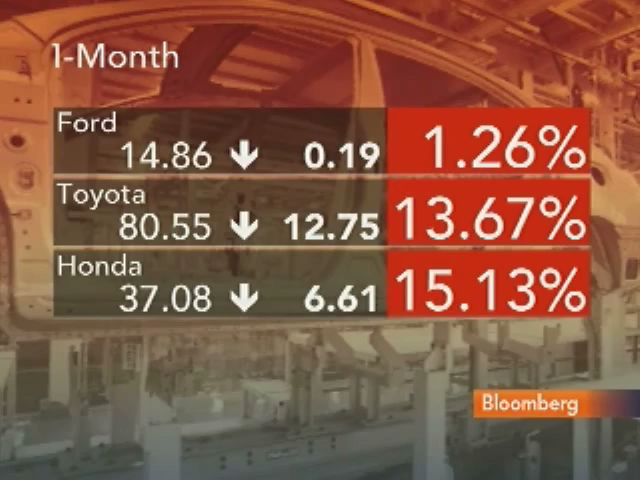 1-Month
Ford
14.86 ↓ 0.19 1.26%
Toyota
80.55 ↓ 12.75 13.67%
Honda
37.08 ↓ 6.61 15.13%
Bloomberg